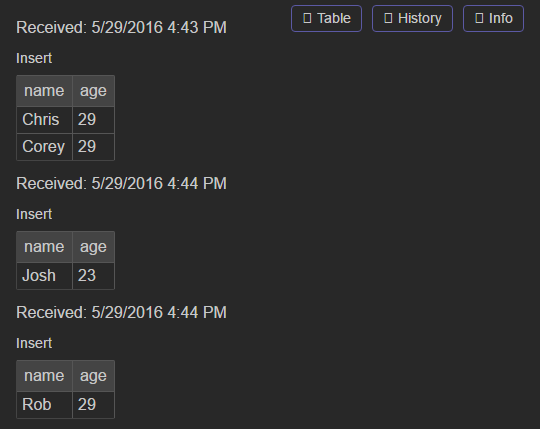 Received: 5/29/2016 4:43 PM
Table History Info
Insert
name age
Chris 29
Corey 29
Received: 5/29/2016 4:44 PM
Insert
name age
Josh 23
Received: 5/29/2016 4:44 PM
Insert
name age
Rob 29